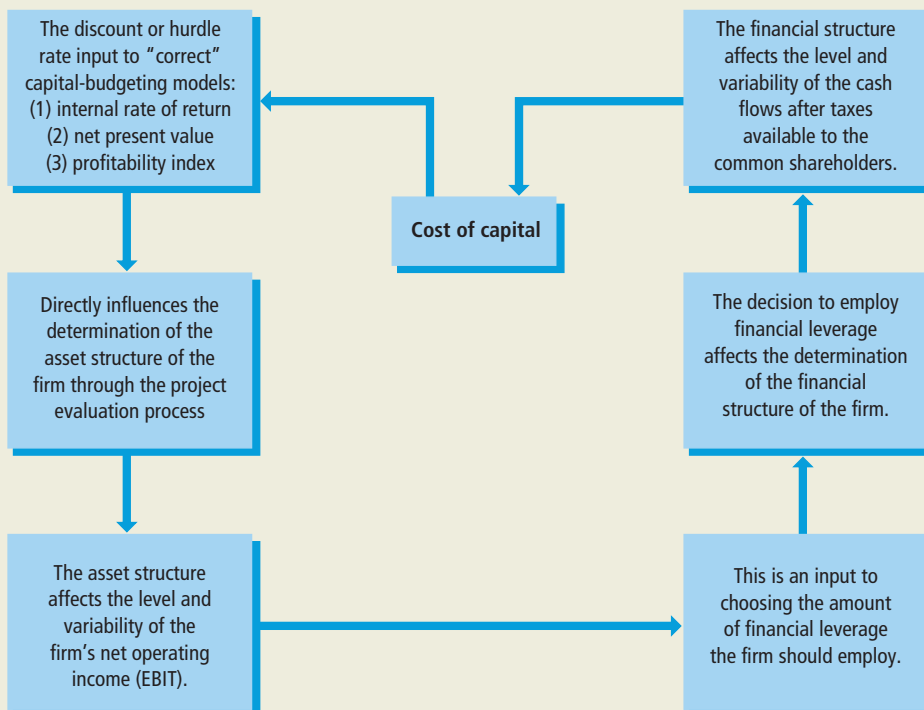 The discount or hurdle
rate input to “correct”
capital-budgeting models:
(1) internal rate of return
(2) net present value
(3) profitability index
Directly influences the
determination of the
asset structure of the
firm through the project
evaluation process
The asset structure
affects the level and
variability of the
firm’s net operating
income (EBIT).
This is an input to
choosing the amount
of financial leverage
the firm should employ.
The decision to employ
financial leverage
affects the determination
of the financial
structure of the firm.
The financial structure
affects the level and
variability of the cash
flows after taxes
available to the
common shareholders.
Cost of capital